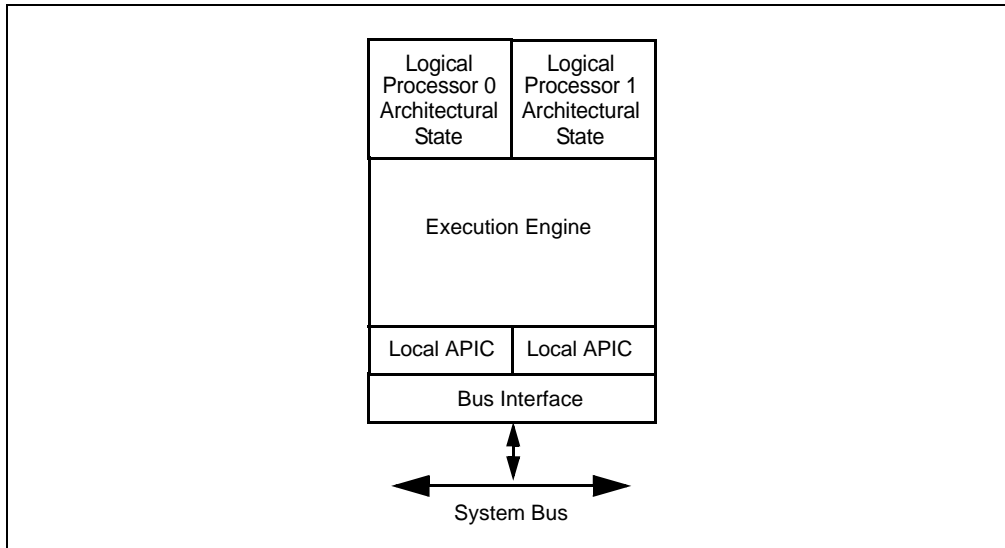 Logical
Processor 0
Architectural
State
Logical
Processor 1
Architectural
State
Execution Engine
Local APIC
Local APIC
Bus Interface
System Bus